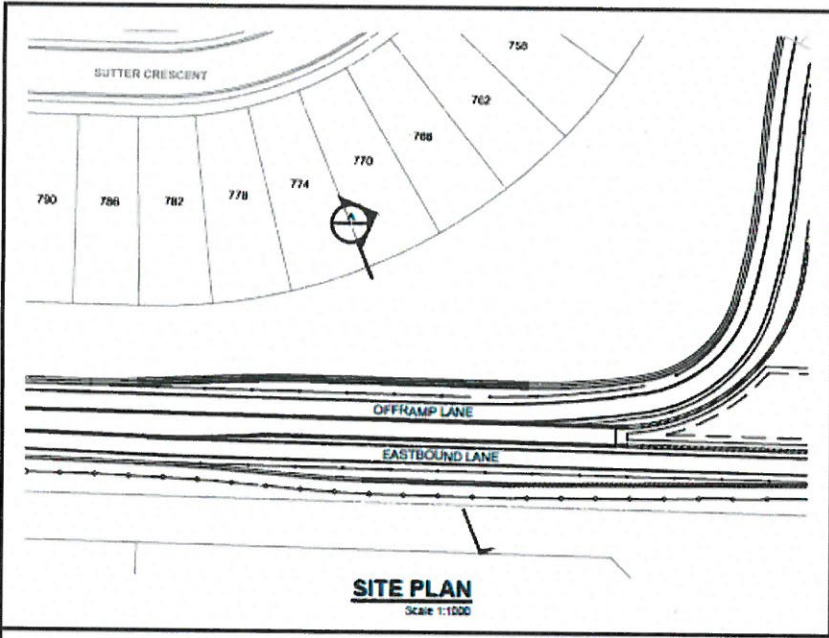 758
SUTTER CRESCENT
762
768
770
774
778
782
786
790
A
OFFRAMP LANE
EASTBOUND LANE
SITE PLAN
Scale 1:1000